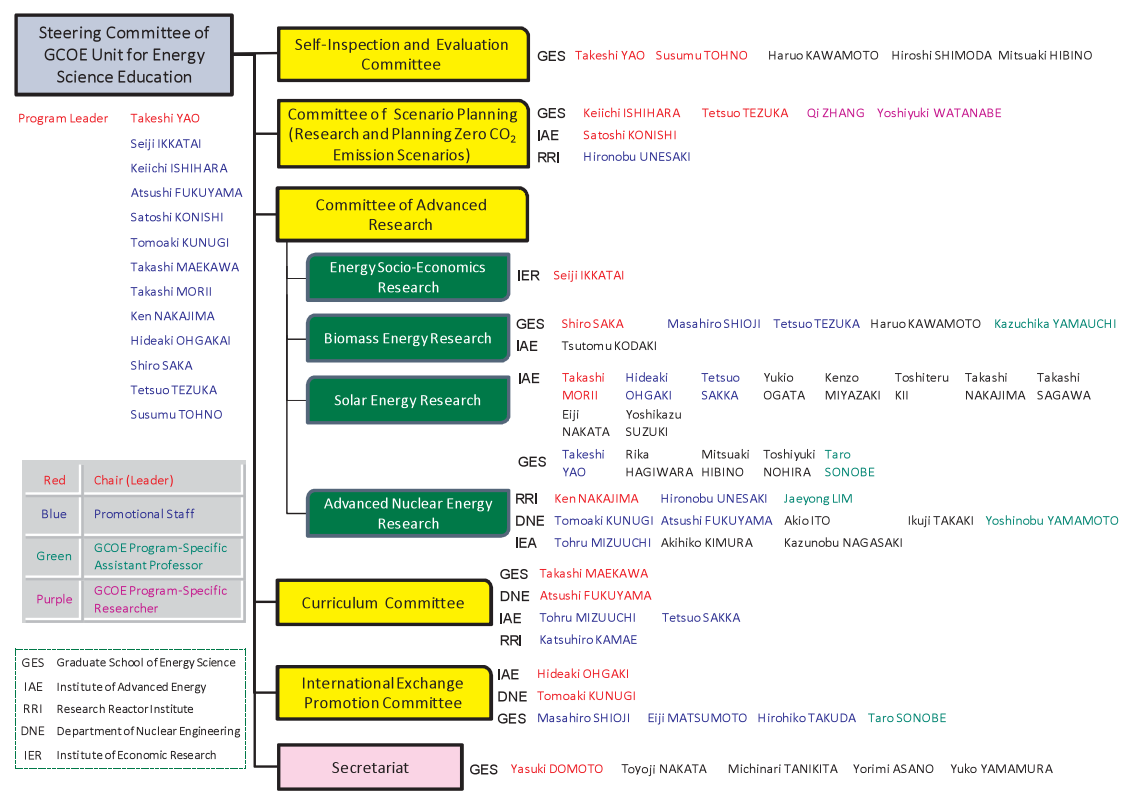 Steering Committee of
GCOE Unit for Energy
Science Education
Program Leader Takeshi YAO
Seiji IKKATAI
Keiichi ISHIHARA
Atsushi FUKUYAMA
Satoshi KONISHI
Tomoaki KUNUGI
Takashi MAEKAWA
Takashi MORII
Ken NAKAJIMA
Hideaki OHGAKAI
Shiro SAKA
Tetsuo TEZUKA
Susumu TOHNO
Red Chair (Leader)
Blue Promotional Staff
Green GCOE Program-Specific
Assistant Professor
Purple GCOE Program-Specific
Researcher
GES Graduate School of Energy Science
IAE Institute of Advanced Energy
RRI Research Reactor Institute
DNE Department of Nuclear Engineering
IER Institute of Economic Research
Self-Inspection and Evaluation
Committee
GES Takeshi YAO Susumu TOHNO Haruo KAWAMOTO Hiroshi SHIMODA Mitsuaki HIBINO
Committee of Scenario Planning
(Research and Planning Zero CO2
Emission Scenarios)
GES Keiichi ISHIHARA Tetsuo TEZUKA Qi ZHANG Yoshiyuki WATANABE
IAE Satoshi KONISHI
RRI Hironobu UNESAKI
Committee of Advanced
Research
Energy Socio-Economics
Research
IER Seiji IKKATAI
Biomass Energy Research
GES Shiro SAKA Masahiro SHIOJI Tetsuo TEZUKA Haruo KAWAMOTO Kazuchika YAMAUCHI
IAE Tsutomu KODAKI
Solar Energy Research
IAE Takashi Hideaki Tetsuo Yukio Kenzo Toshiteru Takashi Takashi
MORII OHGAKI SAKKA OGATA MIYAZAKI KII NAKAJIMA SAGAWA
Eiji Yoshikazu
NAKATA SUZUKI
GES Takeshi Rika Mitsuaki Toshiyuki Taro
YAO HAGIWARA HIBINO NOHIRA SONOBE
Advanced Nuclear Energy
Research
RRI Ken NAKAJIMA Hironobu UNESAKI Jaeyong LIM
DNE Tomoaki KUNUGI Atsushi FUKUYAMA Akio ITO Ikuji TAKAKI Yoshinobu YAMAMOTO
IEA Tohru MIZUUCHI Akihiko KIMURA Kazunobu NAGASAKI
Curriculum Committee
GES Takashi MAEKAWA
DNE Atsushi FUKUYAMA
IAE Tohru MIZUUCHI Tetsuo SAKKA
RRI Katsuhiro KAMAE
International Exchange
Promotion Committee
IAE Hideaki OHGAKI
DNE Tomoaki KUNUGI
GES Masahiro SHIOJI Eiji MATSUMOTO Hirohiko TAKUDA Taro SONOBE
Secretariat
GES Yasuki DOMOTO Toyoji NAKATA Michinari TANIKITA Yorimi ASANO Yuko YAMAMURA